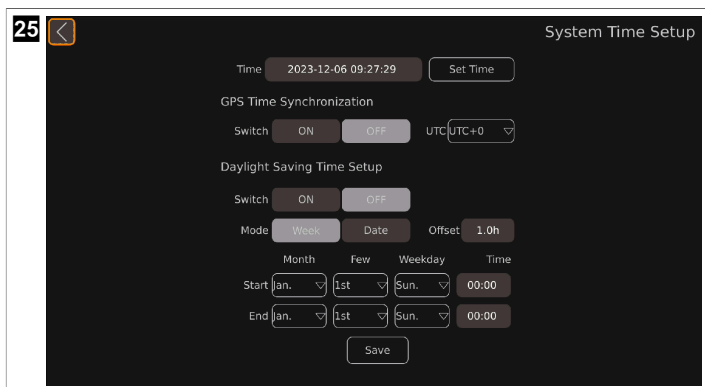 25
System Time Setup
Time 2023-12-06 09:27:29 Set Time
GPS Time Synchronization
Switch ON OFF UTC UTC+0
Daylight Saving Time Setup
Switch ON OFF
Mode Week Date Offset 1.0h
Month Few Weekday Time
Start Jan. 1st Sun. 00:00
End Jan. 1st Sun. 00:00
Save